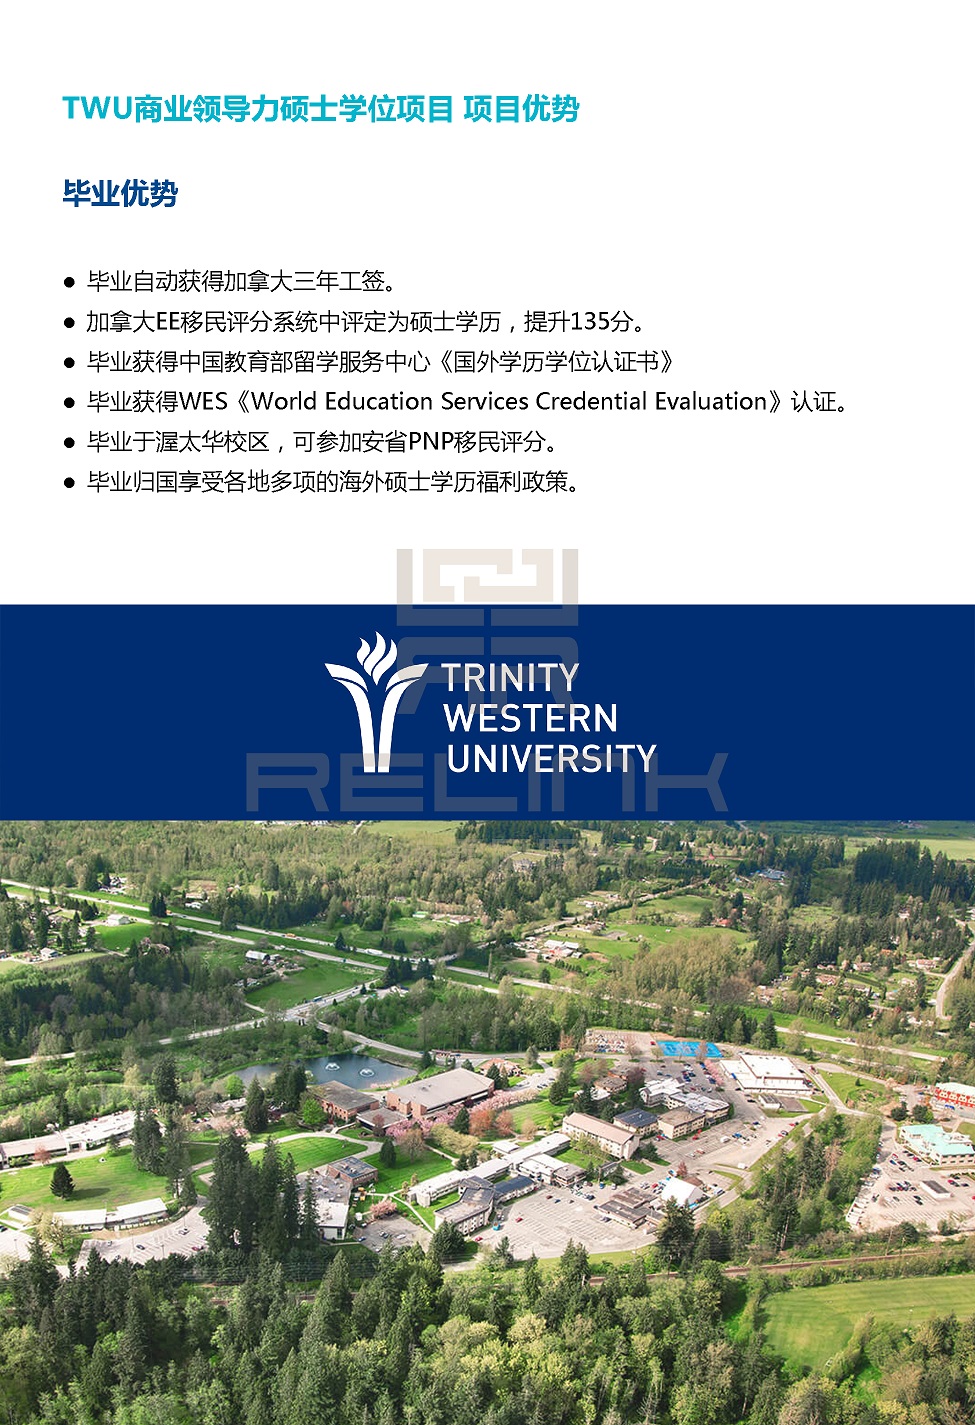 TWU商业领导力硕士学位项目 项目优势
毕业优势
● 毕业自动获得加拿大三年工签。
● 加拿大EE移民评分系统中评定为硕士学历，提升135分。
● 毕业获得中国教育部留学服务中心《国外学历学位认证书》
● 毕业获得WES《World Education Services Credential Evaluation》认证。
● 毕业于渥太华校区，可参加安省PNP移民评分。
● 毕业归国享受各地多项的海外硕士学历福利政策。
TRINITY
WESTERN
UNIVERSITY
RELINK